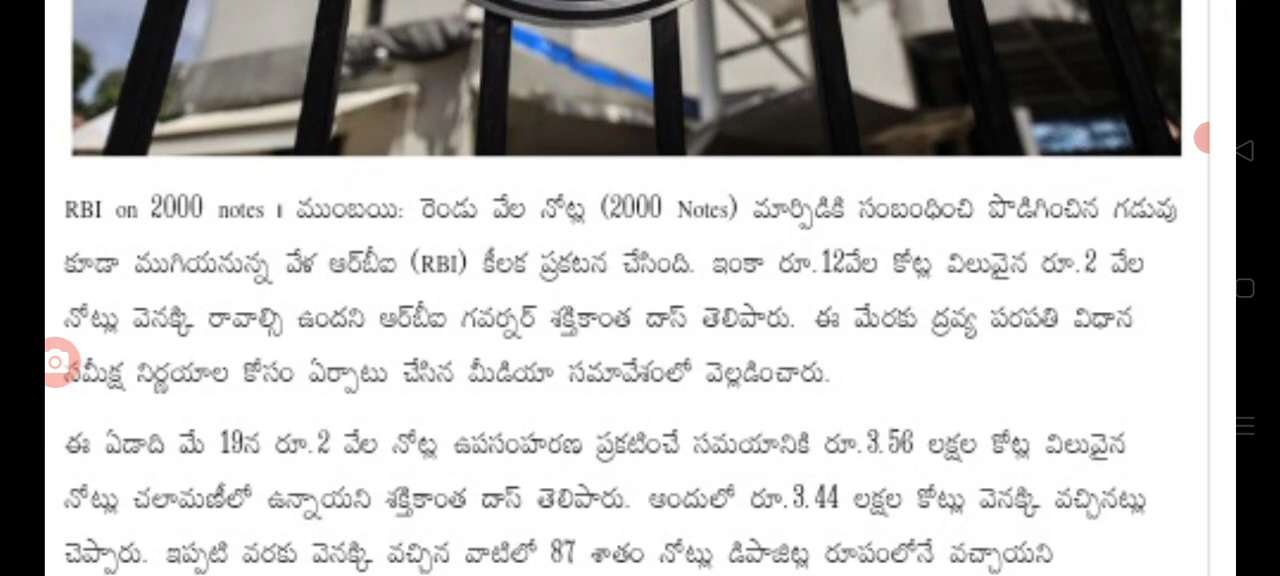 RBI on 2000 notes । ముంబయి: రెండు వేల నోట్ల (2000 Notes) మార్పిడికి సంబంధించి పొడిగించిన గడువు
కూడా ముగియనున్న వేళ ఆర్‌బీఐ (RBI) కీలక ప్రకటన చేసింది. ఇంకా రూ.12వేల కోట్ల విలువైన రూ.2 వేల
నోట్లు వెనక్కి రావాల్సి ఉందని ఆర్‌బీఐ గవర్నర్ శక్తికాంత దాస్ తెలిపారు. ఈ మేరకు ద్రవ్య పరపతి విధాన
సమీక్ష నిర్ణయాల కోసం ఏర్పాటు చేసిన మీడియా సమావేశంలో వెల్లడించారు.
ఈ ఏడాది మే 19న రూ.2 వేల నోట్ల ఉపసంహరణ ప్రకటించే సమయానికి రూ.3.56 లక్షల కోట్ల విలువైన
నోట్లు చలామణీలో ఉన్నాయని శక్తికాంత దాస్ తెలిపారు. అందులో రూ.3.44 లక్షల కోట్లు వెనక్కి వచ్చినట్లు
చెప్పారు. ఇప్పటి వరకు వెనక్కి వచ్చిన వాటిలో 87 శాతం నోట్లు డిపాజిట్ల రూపంలోనే వచ్చాయని